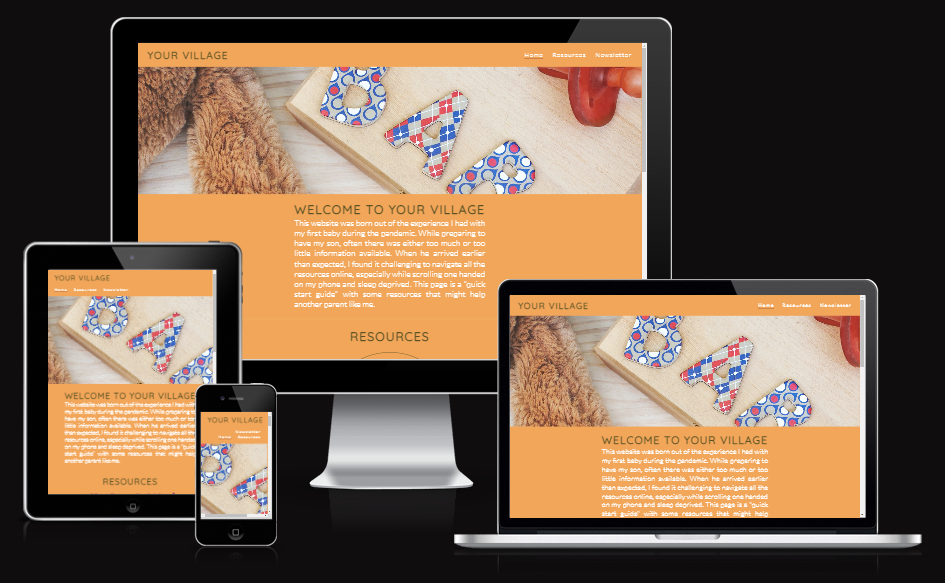 YOUR VILLAGE
Home Resources Newsletter
BAB
WELCOME TO YOUR VILLAGE
This website was born out of the experience I had with
my first baby during the pandemic. While preparing to
have my son, often there was either too much or too
little information available. When he arrived earlier
than expected, I found it challenging to navigate all the
resources online, especially while scrolling one handed
on my phone and sleep deprived. This page is a "quick
start guide" with some resources that might help
another parent like me.
RESOURCES
YOUR VILLAGE
Home Resources Newsletter
BAB
WELCOME TO YOUR VILLAGE
This website was born out of the experience I had with
my first baby during the pandemic. While preparing to
have my son, often there was either too much or too
little information available. When he arrived earlier
than expected, I found it challenging to navigate all the
resources online, especially while scrolling one handed
on my phone and sleep deprived. This page is a "quick
start guide" with some resources that might help
another parent like me.
RESOURCES
YOUR VILLAGE
Newsletter
Home Resources
BA
YOUR VILLAGE
Home Resources Newsletter
BAB
WELCOME TO YOUR VILLAGE
This website was born out of the experience I had with
my first baby during the pandemic. While preparing to
have my son, often there was either too much or too
little information available. When he arrived earlier
than expected, I found it challenging to navigate all the
resources online, especially while scrolling one handed
on my phone and sleep deprived. This page is a "quick
start guide" with some resources that might help